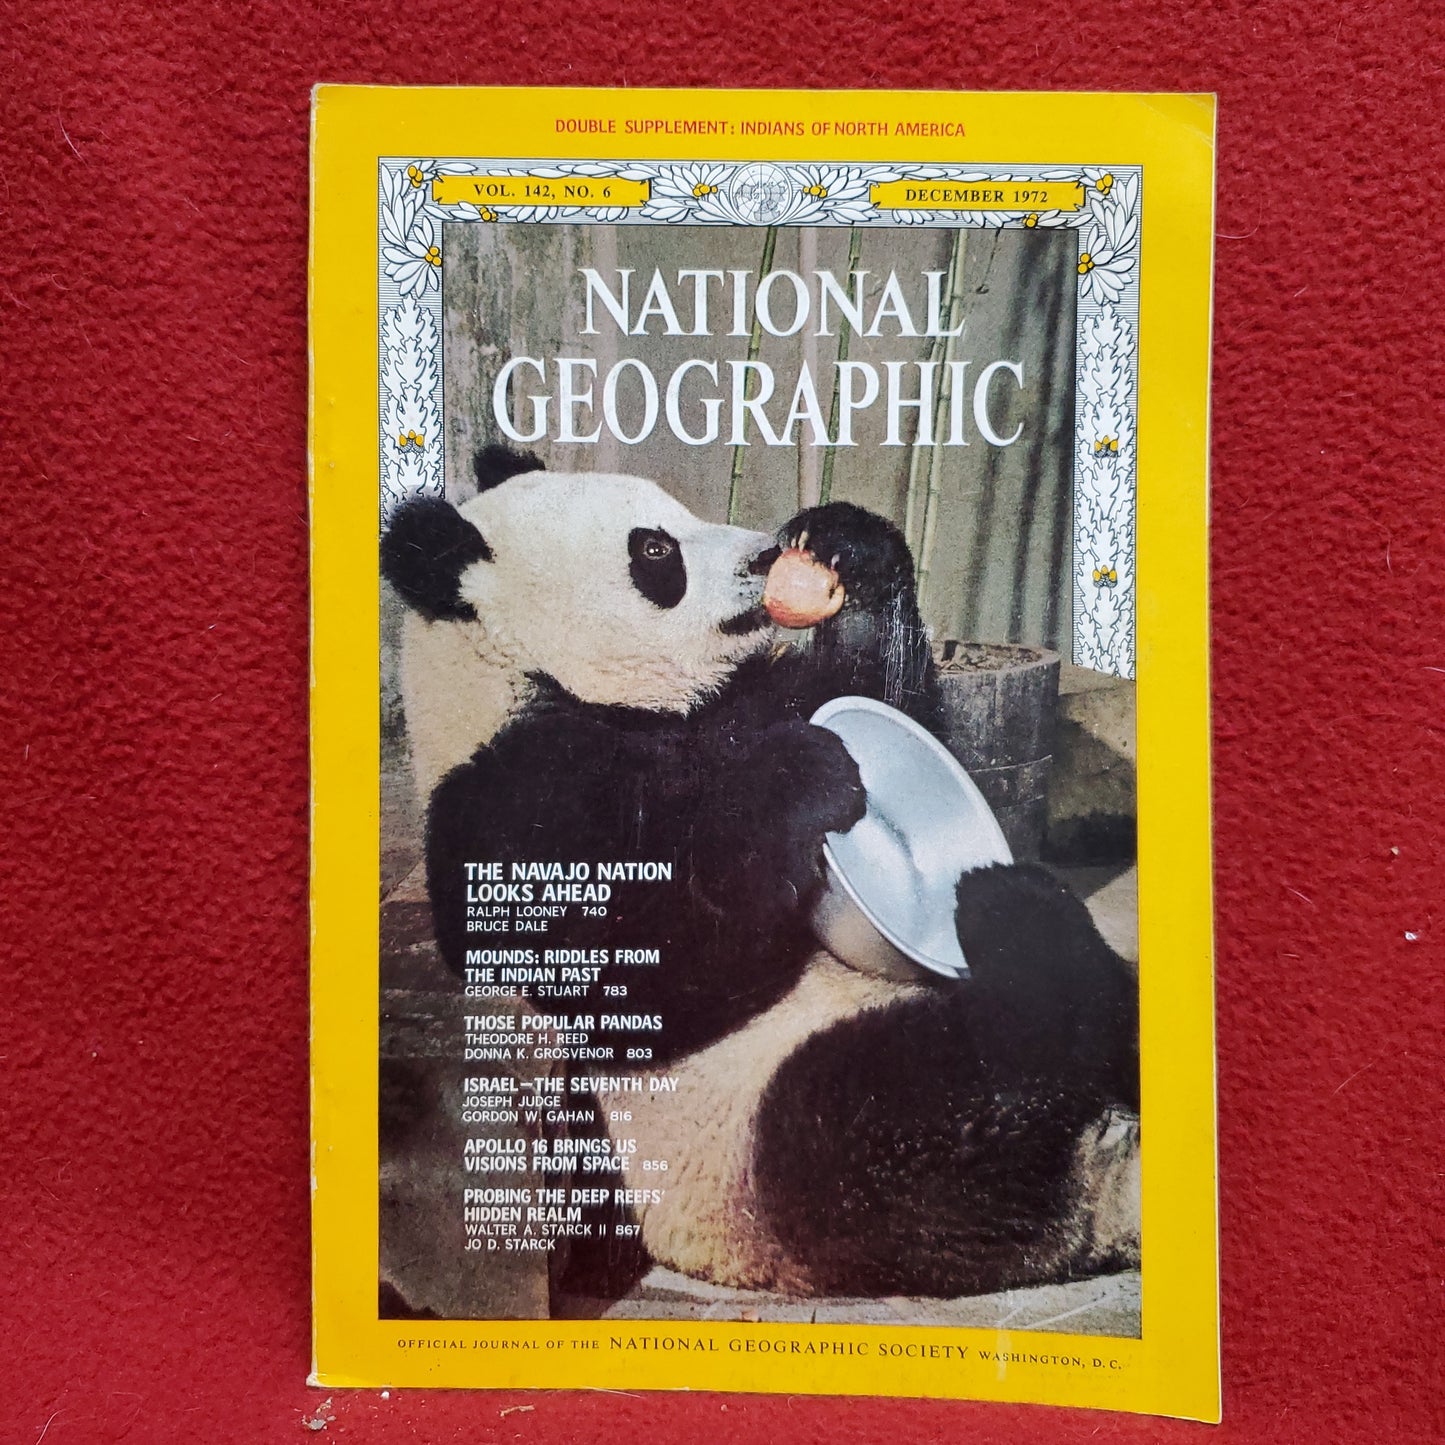 DOUBLE SUPPLEMENT: INDIANS OF NORTH AMERICA
VOL. 142, NO. 6
DECEMBER 1972
NATIONAL
GEOGRAPHIC
THE NAVAJO NATION
LOOKS AHEAD
RALPH LOONEY 740
BRUCE DALE
MOUNDS: RIDDLES FROM
THE INDIAN PAST
GEORGE E. STUART 783
THOSE POPULAR PANDAS
THEODORE H. REED
DONNA K. GROSVENOR 803
ISRAEL—THE SEVENTH DAY
JOSEPH JUDGE
GORDON W. GAHAN 816
APOLLO 16 BRINGS US
VISIONS FROM SPACE 856
PROBING THE DEEP REEFS'
HIDDEN REALM
WALTER A. STARCK II 867
JO D. STARCK
OFFICIAL JOURNAL OF THE NATIONAL GEOGRAPHIC SOCIETY WASHINGTON, D.C.